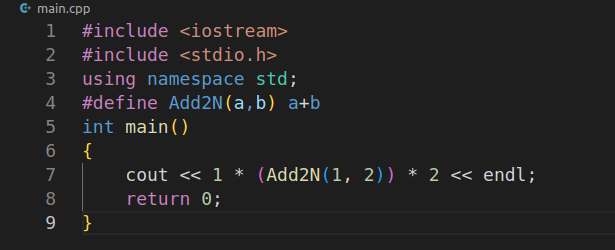 main.cpp
1 #include <iostream>
2 #include <stdio.h>
3 using namespace std;
4 #define Add2N(a,b) a+b
5 int main()
6 {
7     cout << 1 * (Add2N(1, 2)) * 2 << endl;
8     return 0;
9 }